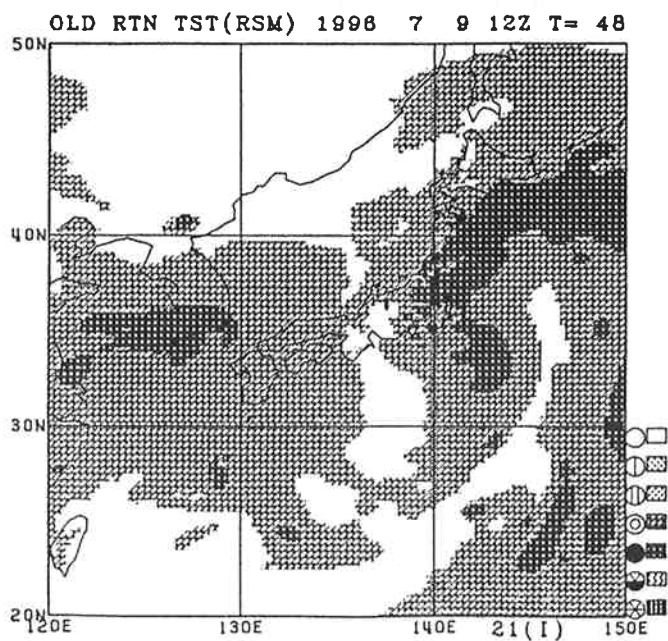 OLD RTN TST(RSM) 1996 7 9 12Z T= 48
50N
40N
30N
20N
120E 130E 140E 21(I) 150E